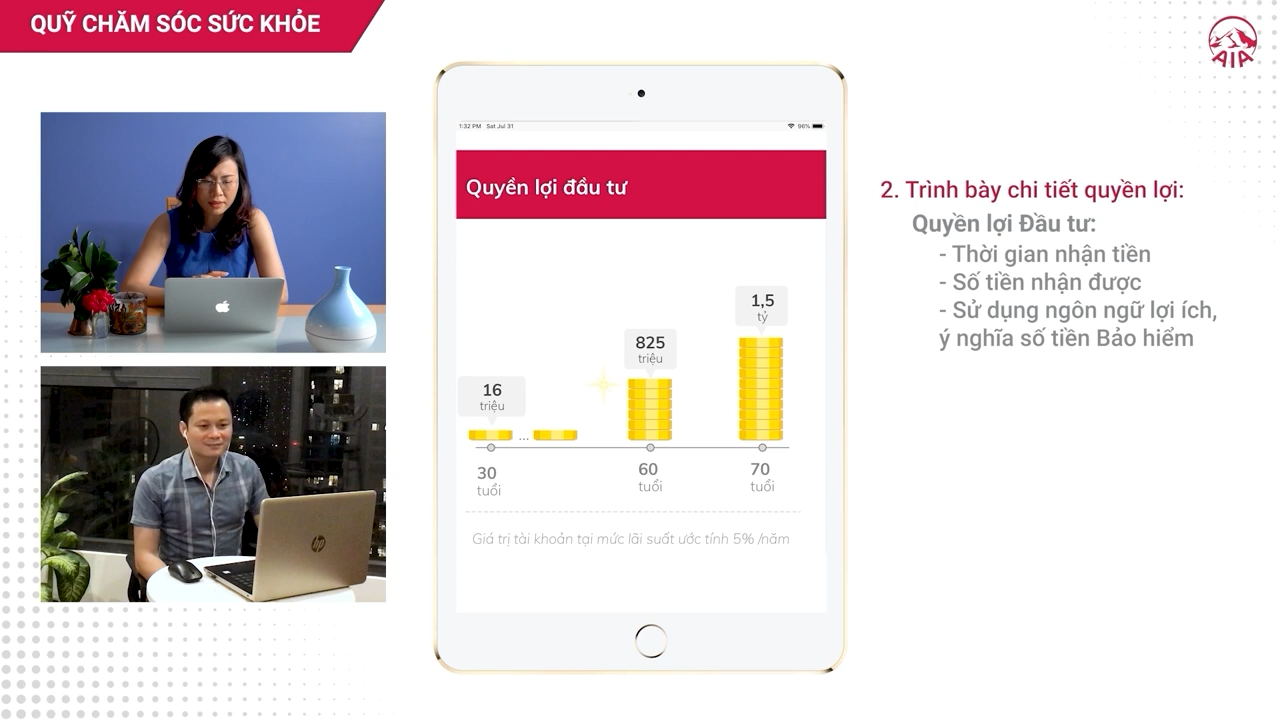 QUỸ CHĂM SÓC SỨC KHỎE
AIA
1:32 PM Sat Jul 31
96%
Quyền lợi đầu tư
1,5
tỷ
825
triệu
16
triệu
...
30
tuổi
60
tuổi
70
tuổi
Giá trị tài khoản tại mức lãi suất ước tính 5% /năm
2. Trình bày chi tiết quyền lợi:
Quyền lợi Đầu tư:
- Thời gian nhận tiền
- Số tiền nhận được
- Sử dụng ngôn ngữ lợi ích,
ý nghĩa số tiền Bảo hiểm
hp